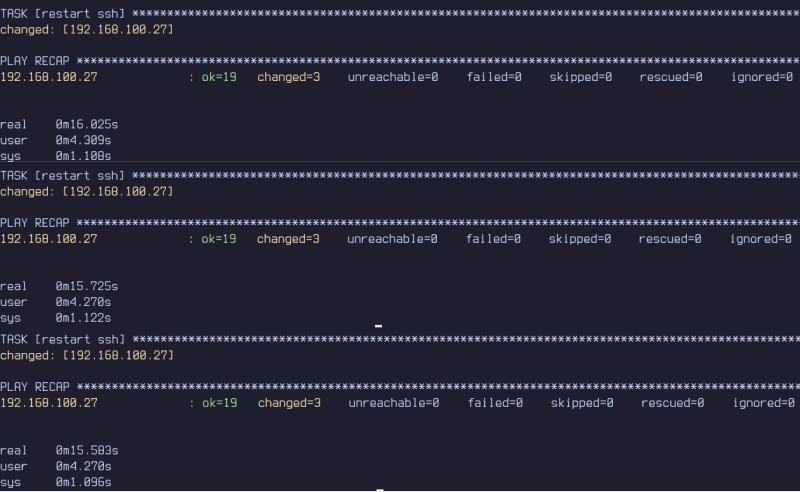 TASK [restart ssh] ****************************************************************************************************
changed: [192.168.100.27]
PLAY RECAP ************************************************************************************************************
192.168.100.27 : ok=19 changed=3 unreachable=0 failed=0 skipped=0 rescued=0 ignored=0
real 0m16.025s
user 0m4.309s
sys 0m1.108s
TASK [restart ssh] ****************************************************************************************************
changed: [192.168.100.27]
PLAY RECAP ************************************************************************************************************
192.168.100.27 : ok=19 changed=3 unreachable=0 failed=0 skipped=0 rescued=0 ignored=0
real 0m15.725s
user 0m4.270s
sys 0m1.122s
TASK [restart ssh] ****************************************************************************************************
changed: [192.168.100.27]
PLAY RECAP ************************************************************************************************************
192.168.100.27 : ok=19 changed=3 unreachable=0 failed=0 skipped=0 rescued=0 ignored=0
real 0m15.583s
user 0m4.270s
sys 0m1.096s